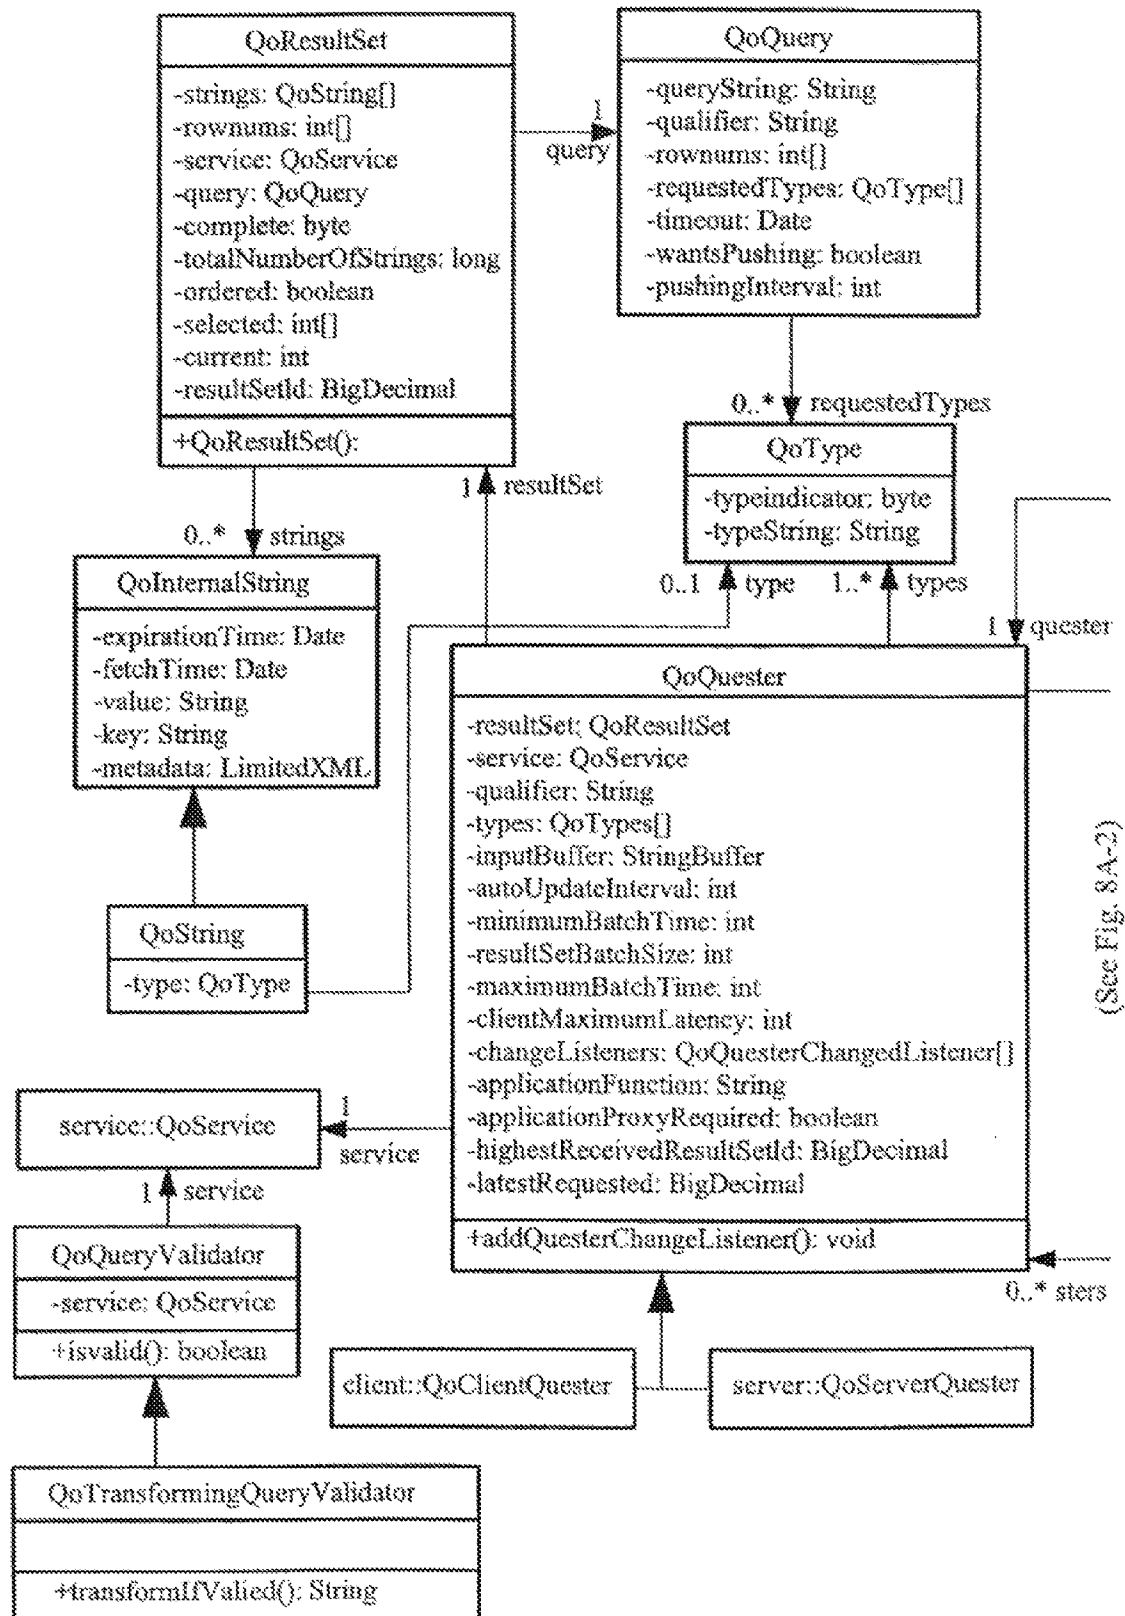 QoResultSet
-strings: QoString[]
-rownums: int[]
-service: QoService
-query: QoQuery
-complete: byte
-totalNumberOfStrings: long
-ordered: boolean
-selected: int[]
-current: int
-resultSetId: BigDecimal
+QoResultSet():
1
query
QoQuery
-queryString: String
-qualifier: String
-rownums: int[]
-requestedTypes: QoType[]
-timeout: Date
-wantsPushing: boolean
-pushingInterval: int
0..* requestedTypes
QoType
-typeindicator: byte
-typeString: String
0..1 type
1..* types
1 resultSet
0..* strings
QoInternalString
-expirationTime: Date
-fetchTime: Date
-value: String
-key: String
-metadata: LimitedXML
QoString
-type: QoType
1 quester
QoQuester
-resultSet: QoResultSet
-service: QoService
-qualifier: String
-types: QoTypes[]
-inputBuffer: StringBuffer
-autoUpdateInterval: int
-minimumBatchTime: int
-resultSetBatchSize: int
-maximumBatchTime: int
-clientMaximumLatency: int
-changeListeners: QoQuesterChangedListener[]
-applicationFunction: String
-applicationProxyRequired: boolean
-highestReceivedResultSetId: BigDecimal
-latestRequested: BigDecimal
+addQuesterChangeListener(): void
(See Fig. 8A-2)
0..* sters
service::QoService
1
service
1 service
QoQueryValidator
-service: QoService
+isvalid(): boolean
client::QoClientQuester
server::QoServerQuester
QoTransformingQueryValidator
+transformIfValied(): String